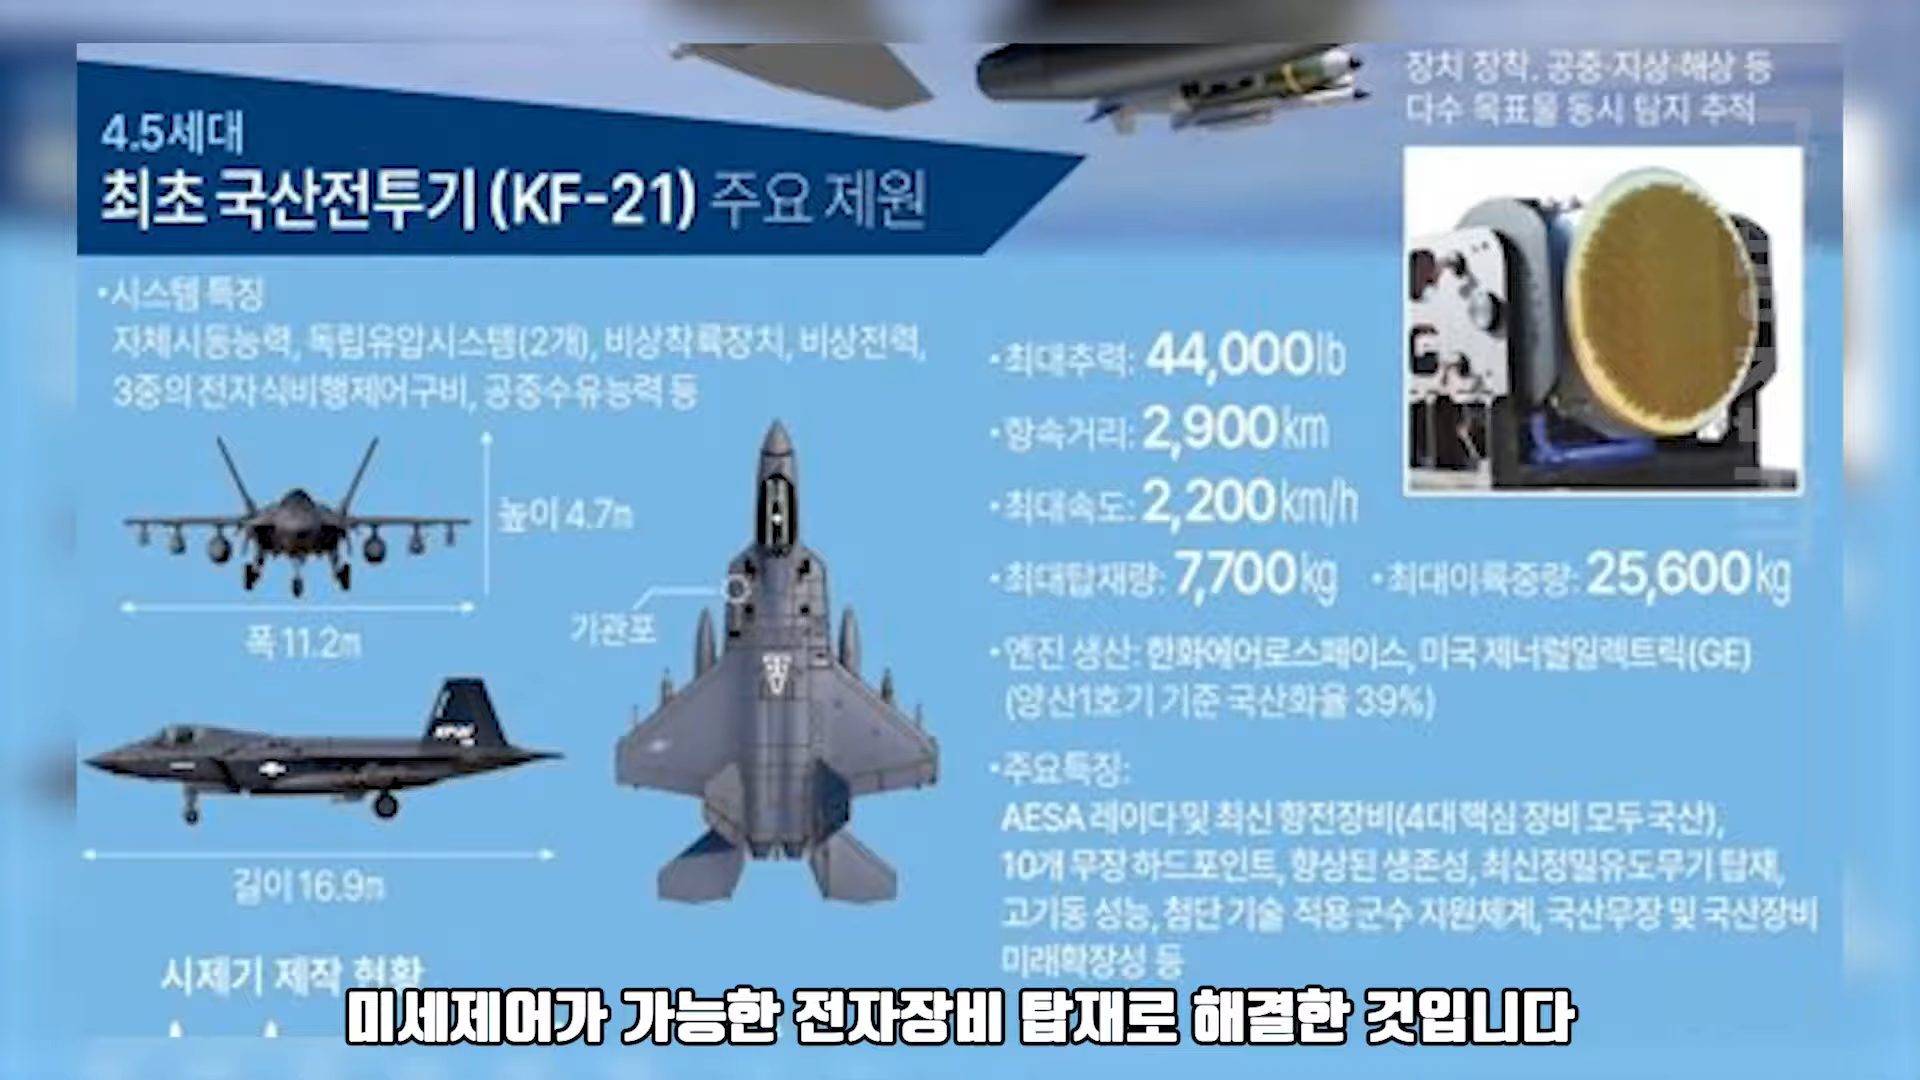 장치 장착. 공중·지상·해상 등
다수 목표물 동시 탐지 추적
4.5세대
최초 국산전투기 (KF-21) 주요 제원
•시스템 특징
자체시동능력, 독립유압시스템(2개), 비상착륙장치, 비상전력,
3중의 전자식비행제어구비, 공중수유능력 등
높이 4.7m
폭 11.2m
길이 16.9m
기관포
•최대추력: 44,000lb
•항속거리: 2,900km
•최대속도: 2,200km/h
•최대탑재량: 7,700kg •최대이륙중량: 25,600kg
•엔진 생산: 한화에어로스페이스, 미국 제너럴일렉트릭(GE)
(양산1호기 기준 국산화율 39%)
•주요특징:
AESA 레이다 및 최신 항전장비(4대 핵심 장비 모두 국산),
10개 무장 하드포인트, 향상된 생존성, 최신정밀유도무기 탑재,
고기동 성능, 첨단 기술 적용 군수 지원체계, 국산무장 및 국산장비
미래확장성 등
시제기 제작 현황
미세제어가 가능한 전자장비 탑재로 해결한 것입니다